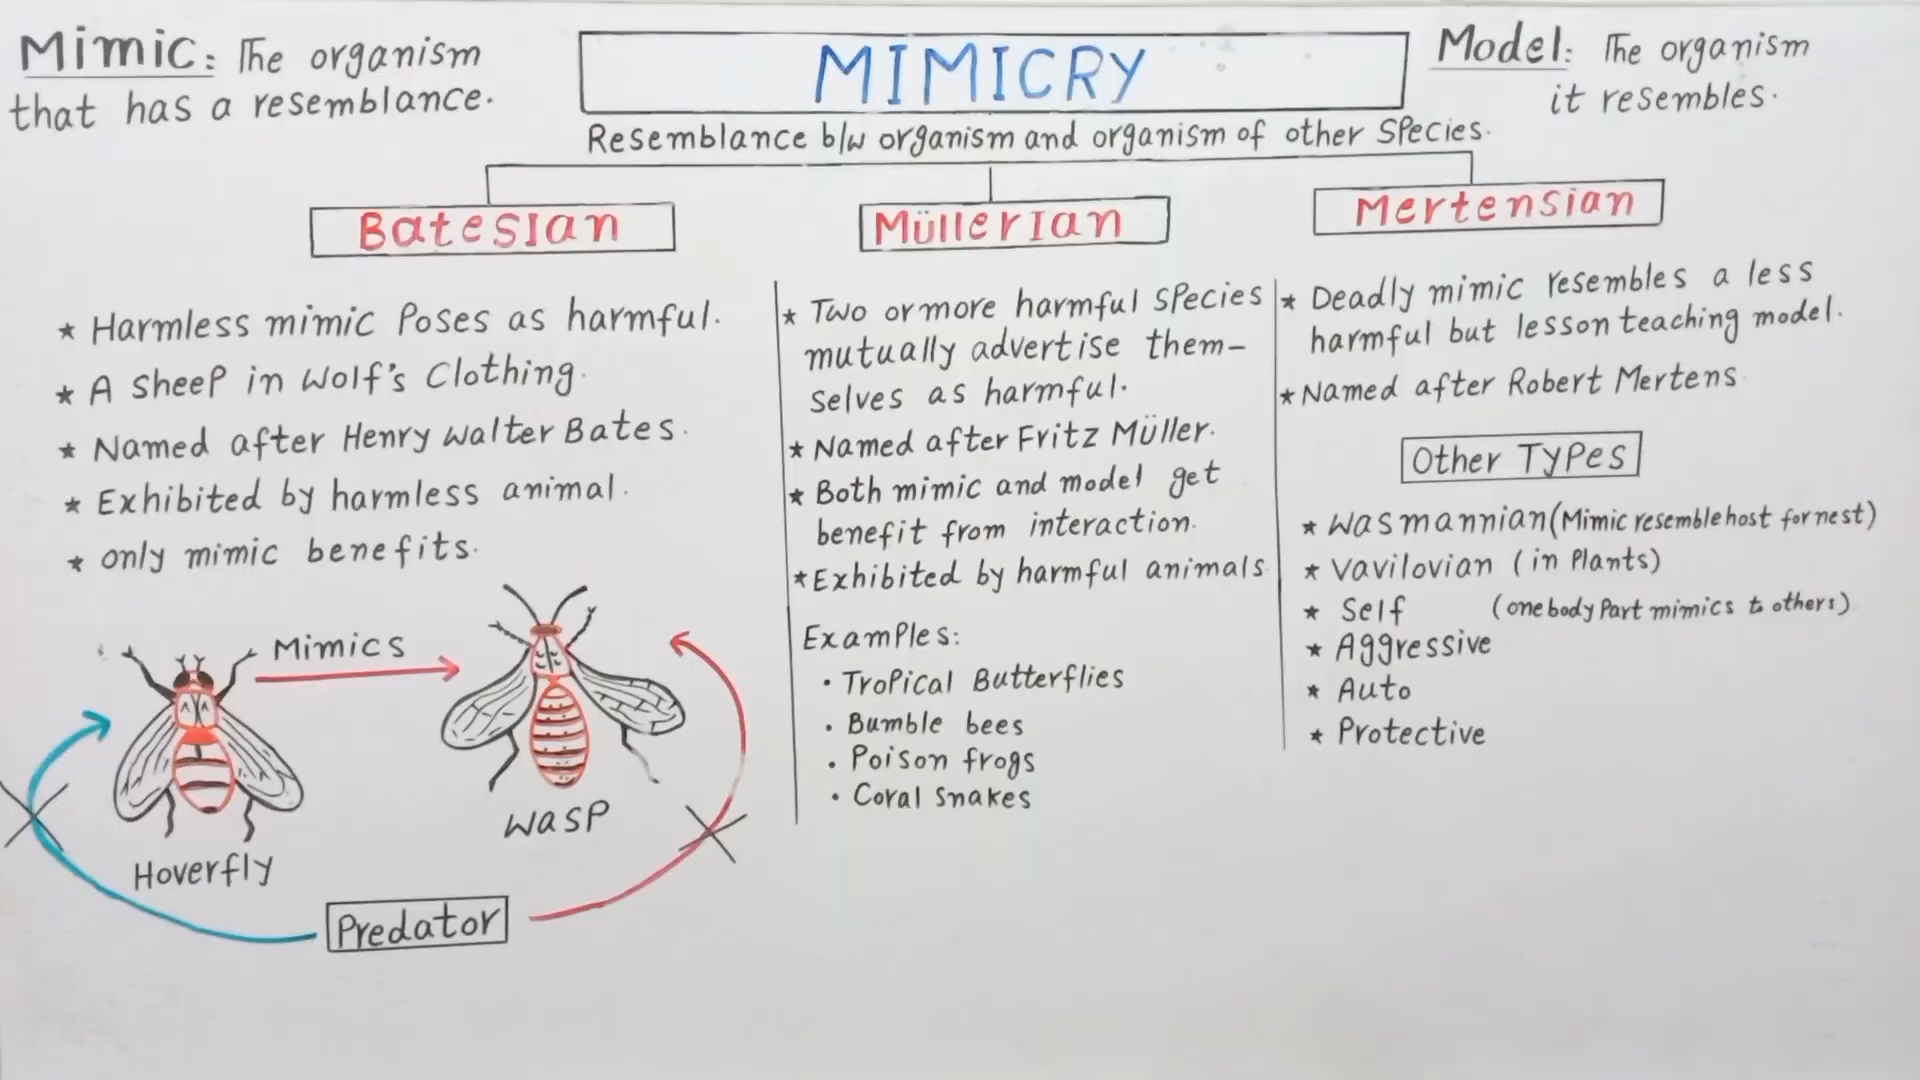 Mimic: The organism
that has a resemblance.
MIMICRY
Resemblance b/w organism and organism of other species.
Model: The organism
it resembles.
Batesian
* Harmless mimic poses as harmful.
* A sheep in wolf's clothing.
* Named after Henry Walter Bates.
* Exhibited by harmless animal.
* only mimic benefits.
Mimics
Hoverfly
Wasp
Predator
Müllerian
* Two or more harmful species
mutually advertise them-
selves as harmful.
* Named after Fritz Müller.
* Both mimic and model get
benefit from interaction.
* Exhibited by harmful animals
Examples:
• Tropical Butterflies
• Bumble bees
• Poison frogs
• Coral snakes
Mertensian
* Deadly mimic resembles a less
harmful but lesson teaching model.
* Named after Robert Mertens
Other Types
* Wasmannian (Mimic resemble host for nest)
* Vavilovian (in Plants)
* Self (one body part mimics to others)
* Aggressive
* Auto
* Protective